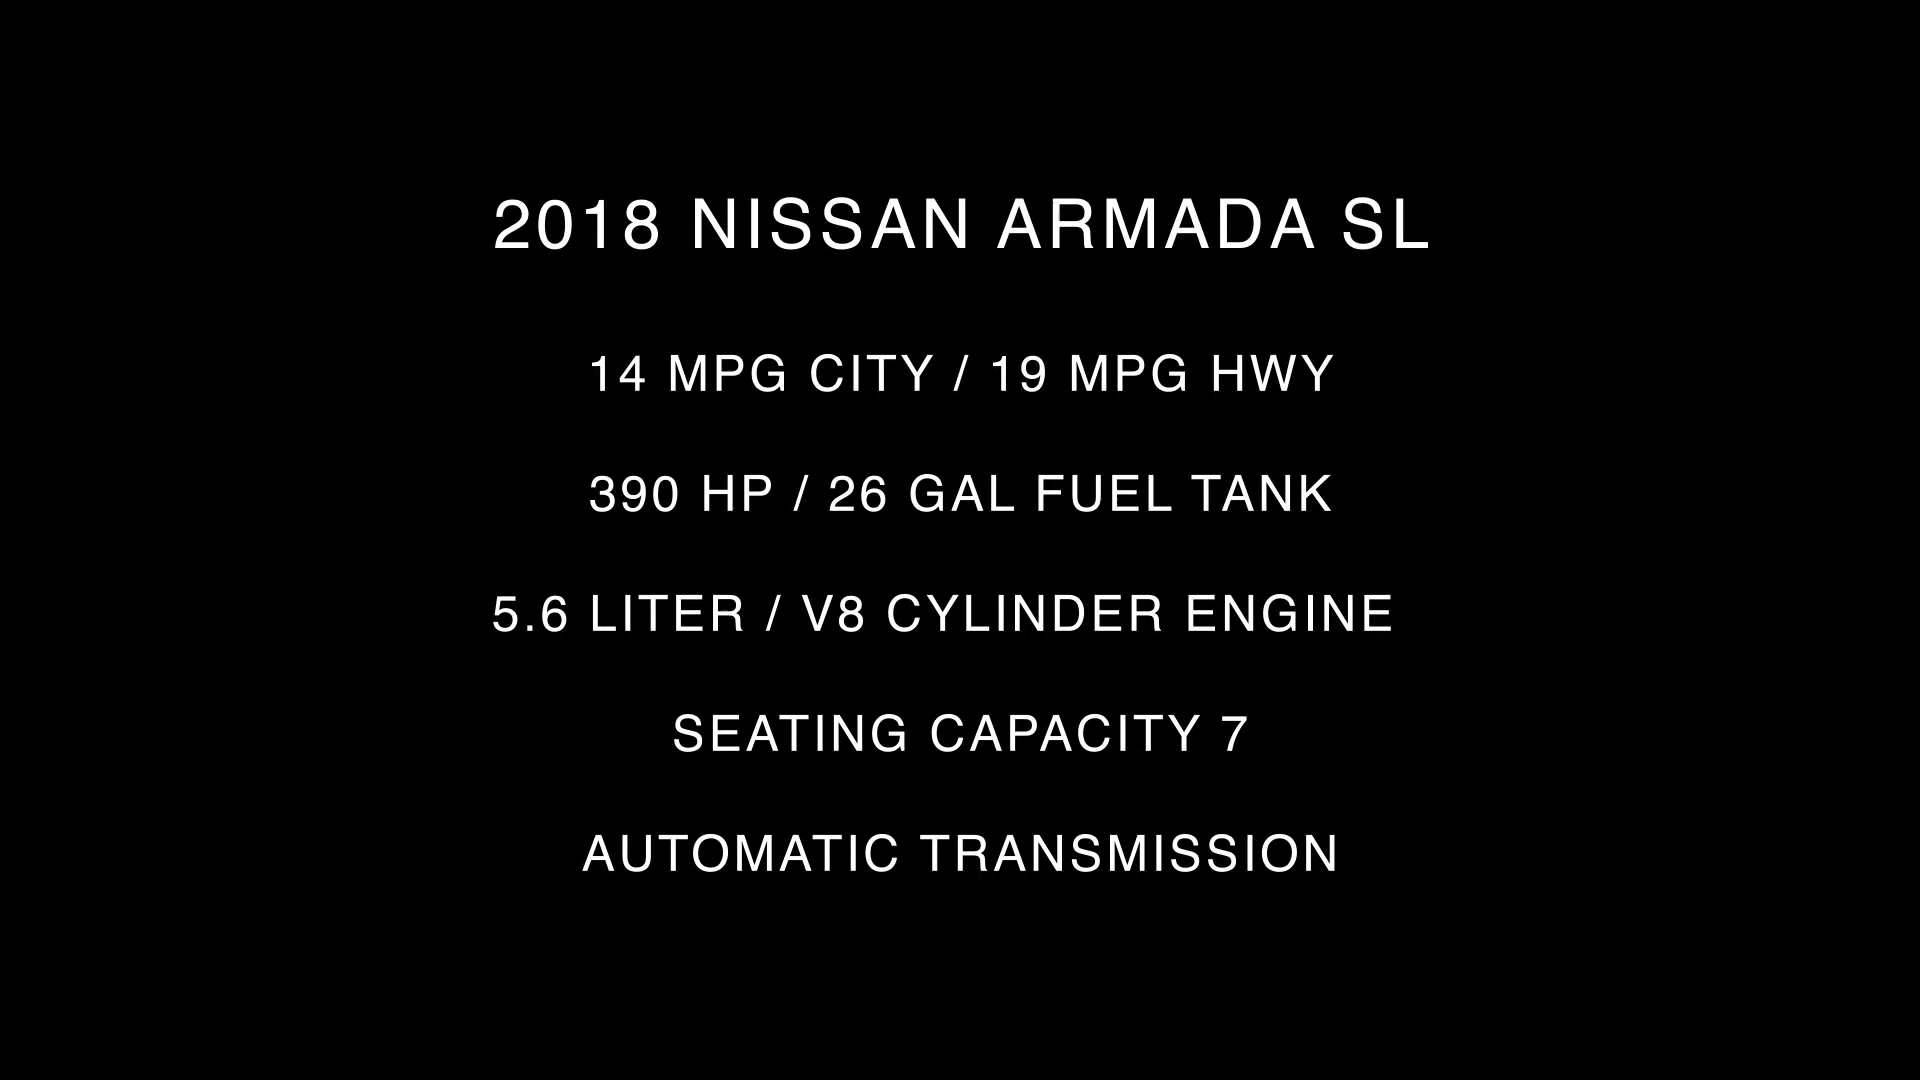 2018 NISSAN ARMADA SL
14 MPG CITY / 19 MPG HWY
390 HP / 26 GAL FUEL TANK
5.6 LITER / V8 CYLINDER ENGINE
SEATING CAPACITY 7
AUTOMATIC TRANSMISSION